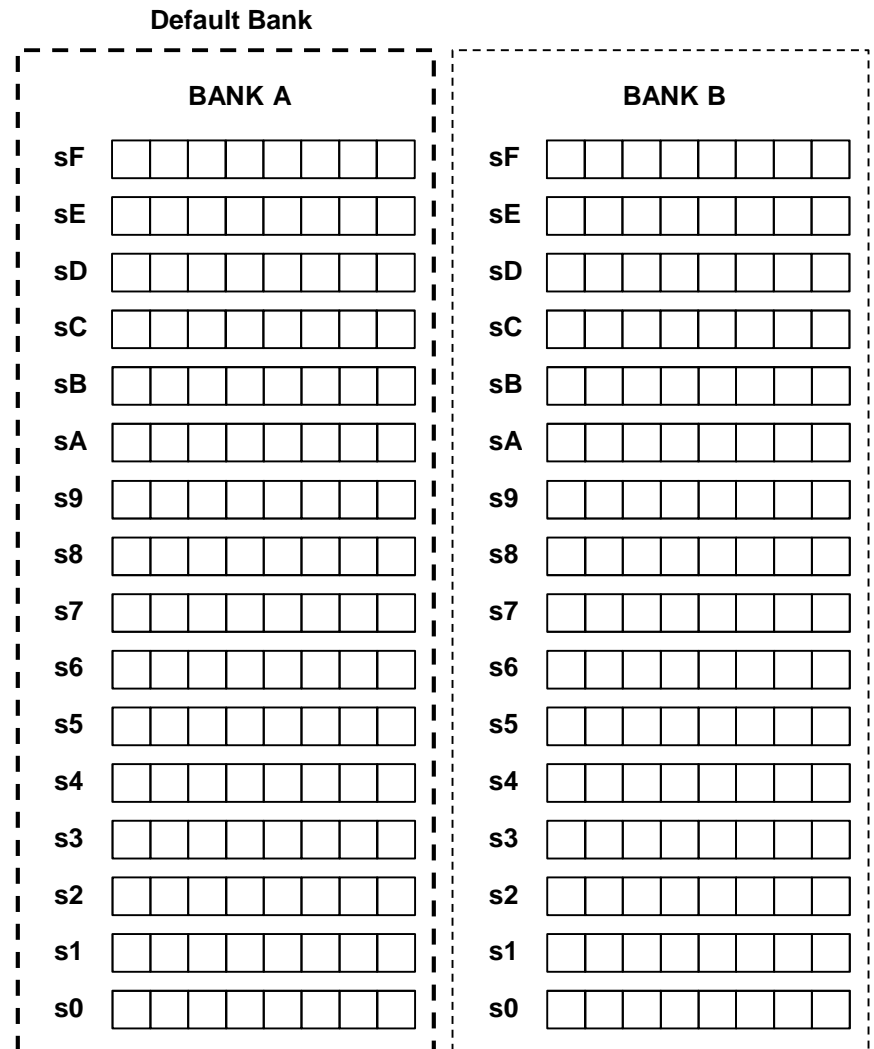 Default Bank
BANK A BANK B
sF sF
sE sE
sD sD
sC sC
sB sB
sA sA
s9 s9
s8 s8
s7 s7
s6 s6
s5 s5
s4 s4
s3 s3
s2 s2
s1 s1
s0 s0